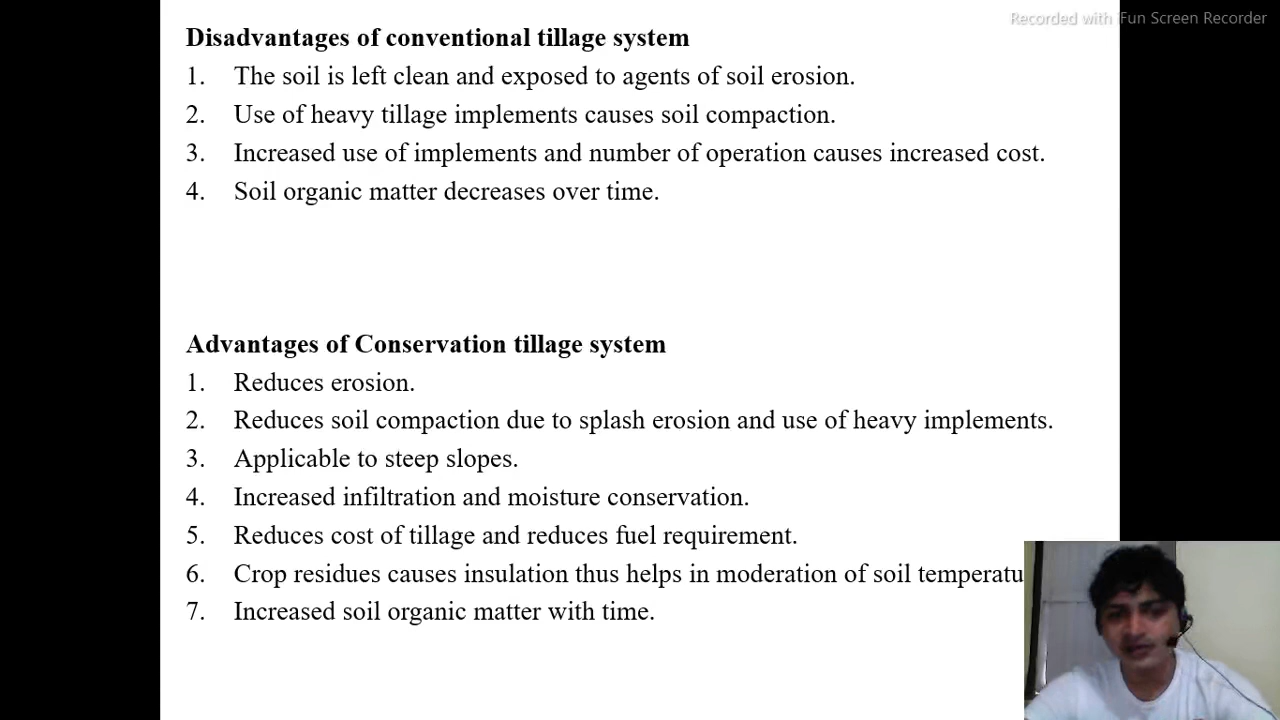 Recorded with iFun Screen Recorder
Disadvantages of conventional tillage system
1. The soil is left clean and exposed to agents of soil erosion.
2. Use of heavy tillage implements causes soil compaction.
3. Increased use of implements and number of operation causes increased cost.
4. Soil organic matter decreases over time.
Advantages of Conservation tillage system
1. Reduces erosion.
2. Reduces soil compaction due to splash erosion and use of heavy implements.
3. Applicable to steep slopes.
4. Increased infiltration and moisture conservation.
5. Reduces cost of tillage and reduces fuel requirement.
6. Crop residues causes insulation thus helps in moderation of soil temperatu
7. Increased soil organic matter with time.